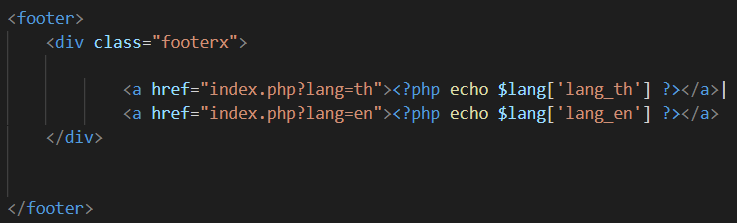 <footer>
<div class="footerx">
<a href="index.php?lang=th"><?php echo $lang['lang_th'] ?></a>|
<a href="index.php?lang=en"><?php echo $lang['lang_en'] ?></a>
</div>
</footer>